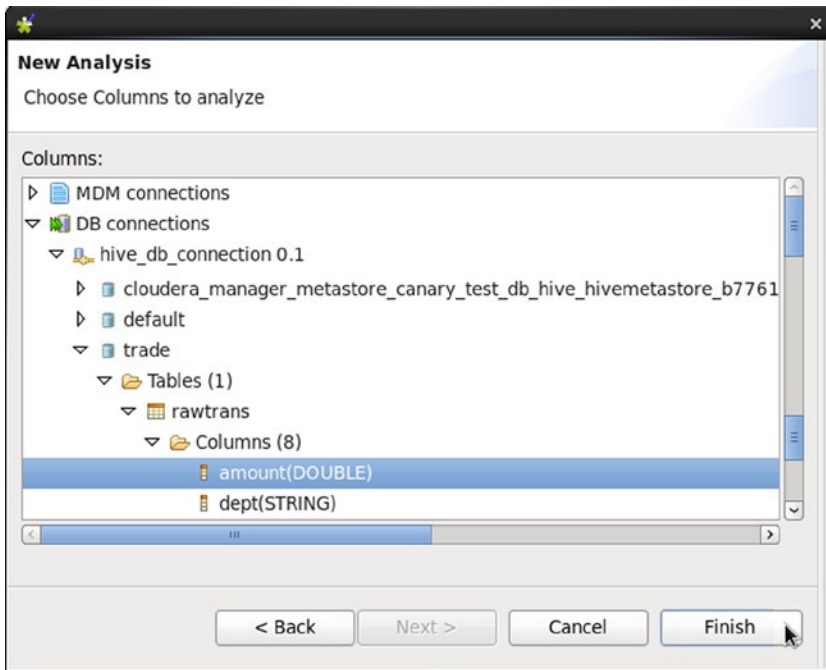 New Analysis
Choose Columns to analyze
Columns:
MDM connections
DB connections
hive_db_connection 0.1
cloudera_manager_metastore_canary_test_db_hive_hivemetastore_b7761
default
trade
Tables (1)
rawtrans
Columns (8)
amount(DOUBLE)
dept(STRING)
< Back Next > Cancel Finish